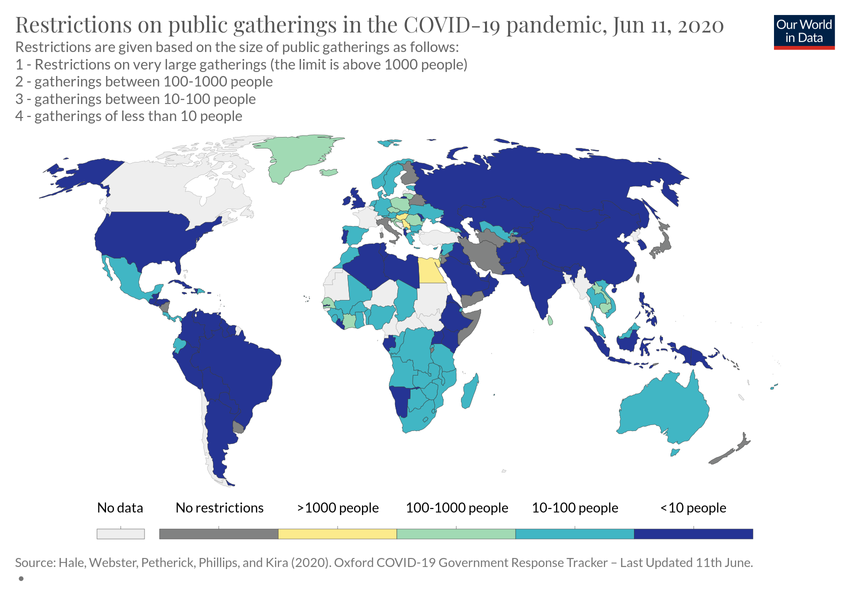 Restrictions on public gatherings in the COVID-19 pandemic, Jun 11, 2020
Our World
in Data
Restrictions are given based on the size of public gatherings as follows:
1 - Restrictions on very large gatherings (the limit is above 1000 people)
2 - gatherings between 100-1000 people
3 - gatherings between 10-100 people
4 - gatherings of less than 10 people
No data
No restrictions
>1000 people
100-1000 people
10-100 people
<10 people
Source: Hale, Webster, Petherick, Phillips, and Kira (2020). Oxford COVID-19 Government Response Tracker – Last Updated 11th June.